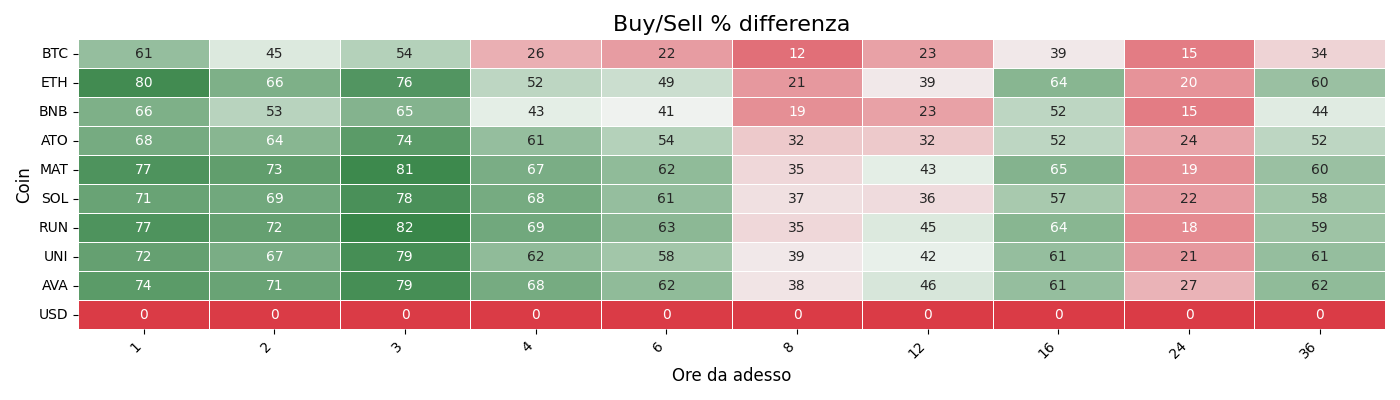 Buy/Sell % differenza
BTC 61 45 54 26 22 12 23 39 15 34
ETH 80 66 76 52 49 21 39 64 20 60
BNB 66 53 65 43 41 19 23 52 15 44
ATO 68 64 74 61 54 32 32 52 24 52
MAT 77 73 81 67 62 35 43 65 19 60
SOL 71 69 78 68 61 37 36 57 22 58
RUN 77 72 82 69 63 35 45 64 18 59
UNI 72 67 79 62 58 39 42 61 21 61
AVA 74 71 79 68 62 38 46 61 27 62
USD 0 0 0 0 0 0 0 0 0 0
Coin
1 2 3 4 6 8 12 16 24 36
Ore da adesso